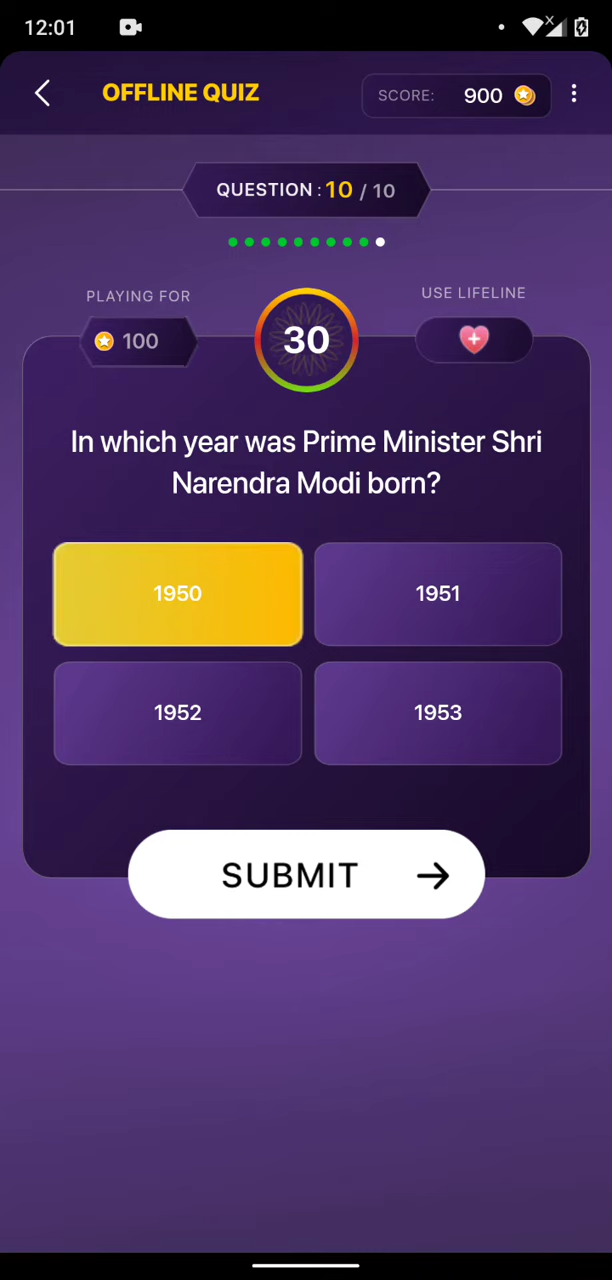 12:01
OFFLINE QUIZ
SCORE: 900
QUESTION : 10 / 10
PLAYING FOR
USE LIFELINE
100
30
In which year was Prime Minister Shri
Narendra Modi born?
1950
1951
1952
1953
SUBMIT